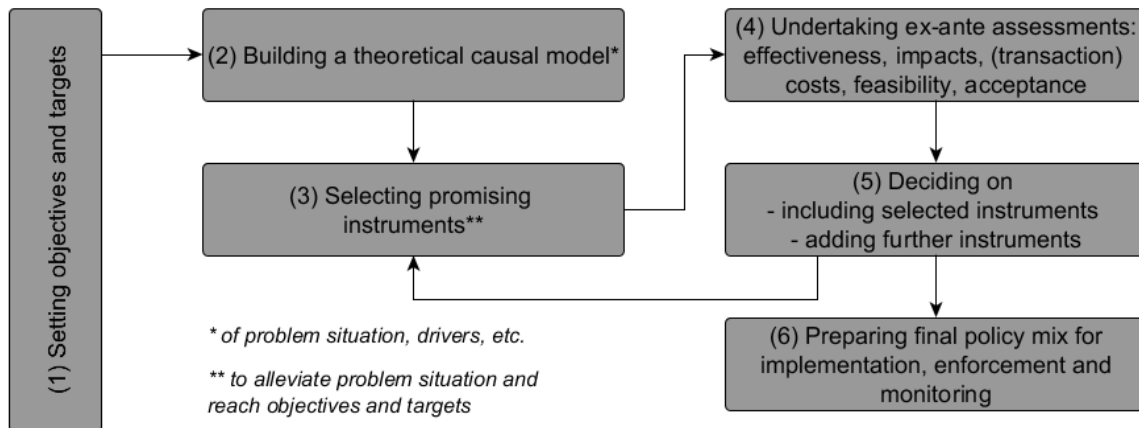 (1) Setting objectives and targets
(2) Building a theoretical causal model*
(3) Selecting promising
instruments**
(4) Undertaking ex-ante assessments:
effectiveness, impacts, (transaction)
costs, feasibility, acceptance
(5) Deciding on
- including selected instruments
- adding further instruments
(6) Preparing final policy mix for
implementation, enforcement and
monitoring
* of problem situation, drivers, etc.
** to alleviate problem situation and
reach objectives and targets